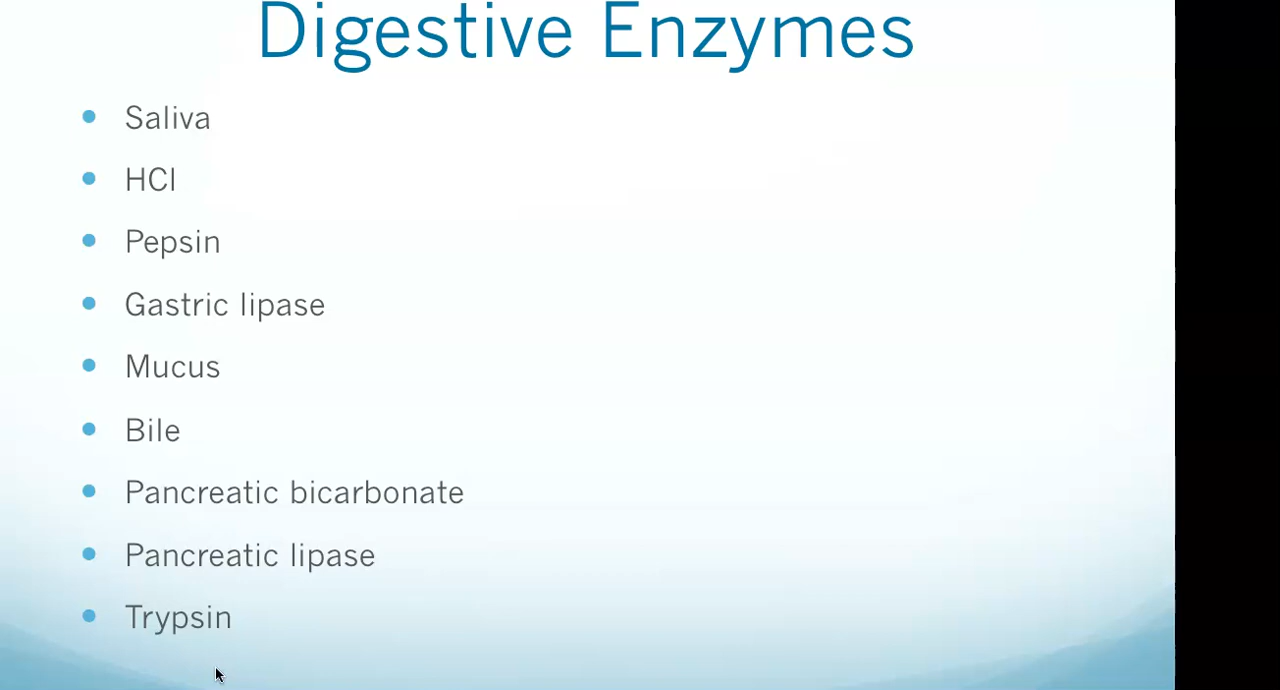 Digestive Enzymes
Saliva
HCl
Pepsin
Gastric lipase
Mucus
Bile
Pancreatic bicarbonate
Pancreatic lipase
Trypsin